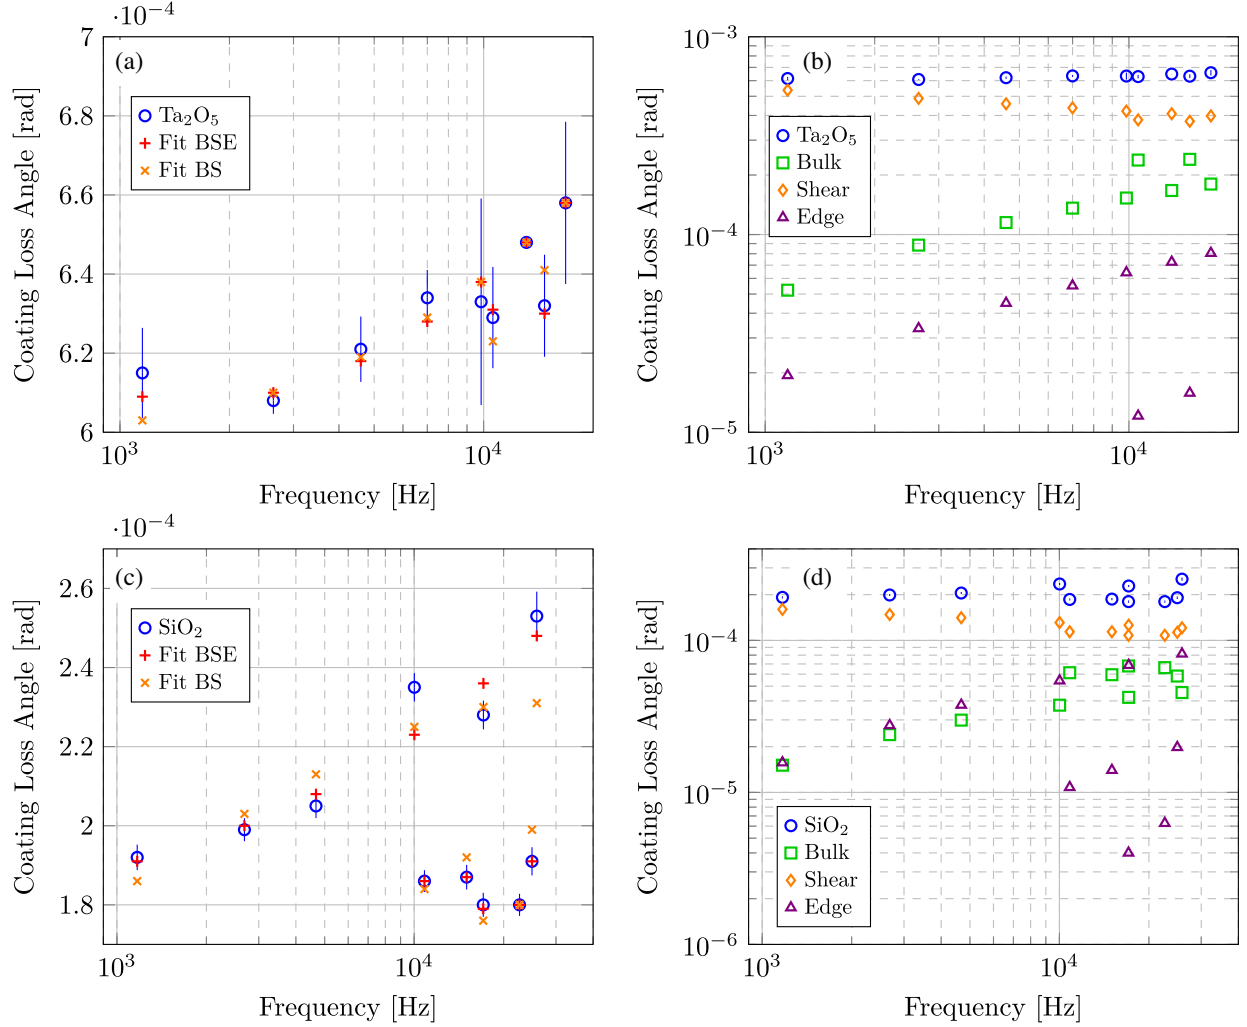 ·10⁻⁴
7
6.8
6.6
6.4
6.2
6
10³
10⁴
Coating Loss Angle [rad]
Frequency [Hz]
(a)
Ta₂O₅
Fit BSE
Fit BS
10⁻³
10⁻⁴
10⁻⁵
10³
10⁴
Coating Loss Angle [rad]
Frequency [Hz]
(b)
Ta₂O₅
Bulk
Shear
Edge
·10⁻⁴
2.6
2.4
2.2
2
1.8
10³
10⁴
Coating Loss Angle [rad]
Frequency [Hz]
(c)
SiO₂
Fit BSE
Fit BS
10⁻⁴
10⁻⁵
10⁻⁶
10³
10⁴
Coating Loss Angle [rad]
Frequency [Hz]
(d)
SiO₂
Bulk
Shear
Edge